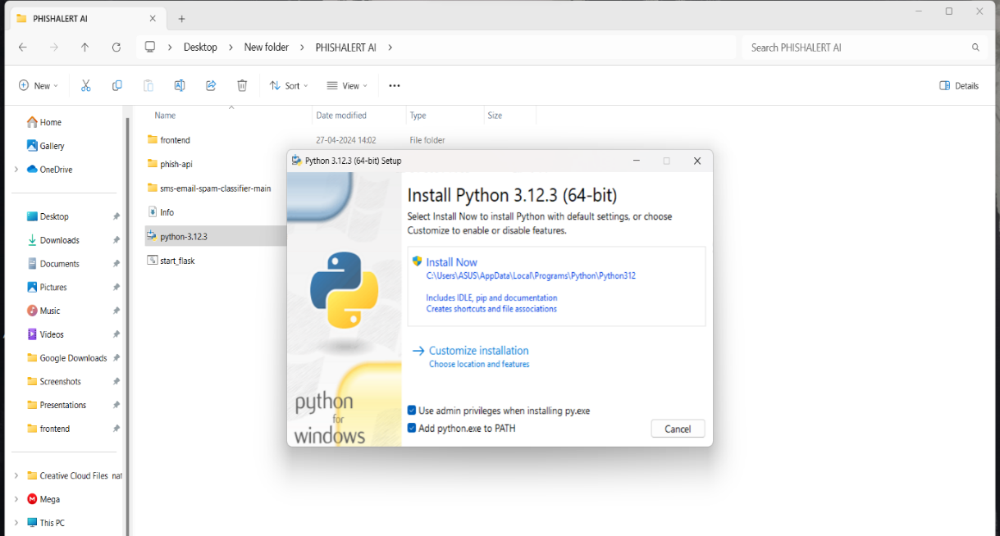 PHISHALERT AI
Desktop > New folder > PHISHALERT AI >
Search PHISHALERT AI
New
Sort
View
Details
Home
Gallery
OneDrive
Desktop
Downloads
Documents
Pictures
Music
Videos
Google Downloads
Screenshots
Presentations
frontend
Creative Cloud Files nat
Mega
This PC
Name Date modified Type Size
frontend 27-04-2024 14:02 File folder
phish-api
sms-email-spam-classifier-main
Info
python-3.12.3
start_flask
Python 3.12.3 (64-bit) Setup
Install Python 3.12.3 (64-bit)
Select Install Now to install Python with default settings, or choose
Customize to enable or disable features.
Install Now
C:\Users\ASUS\AppData\Local\Programs\Python\Python312
Includes IDLE, pip and documentation
Creates shortcuts and file associations
Customize installation
Choose location and features
Use admin privileges when installing py.exe
Add python.exe to PATH
Cancel
python
for
windows